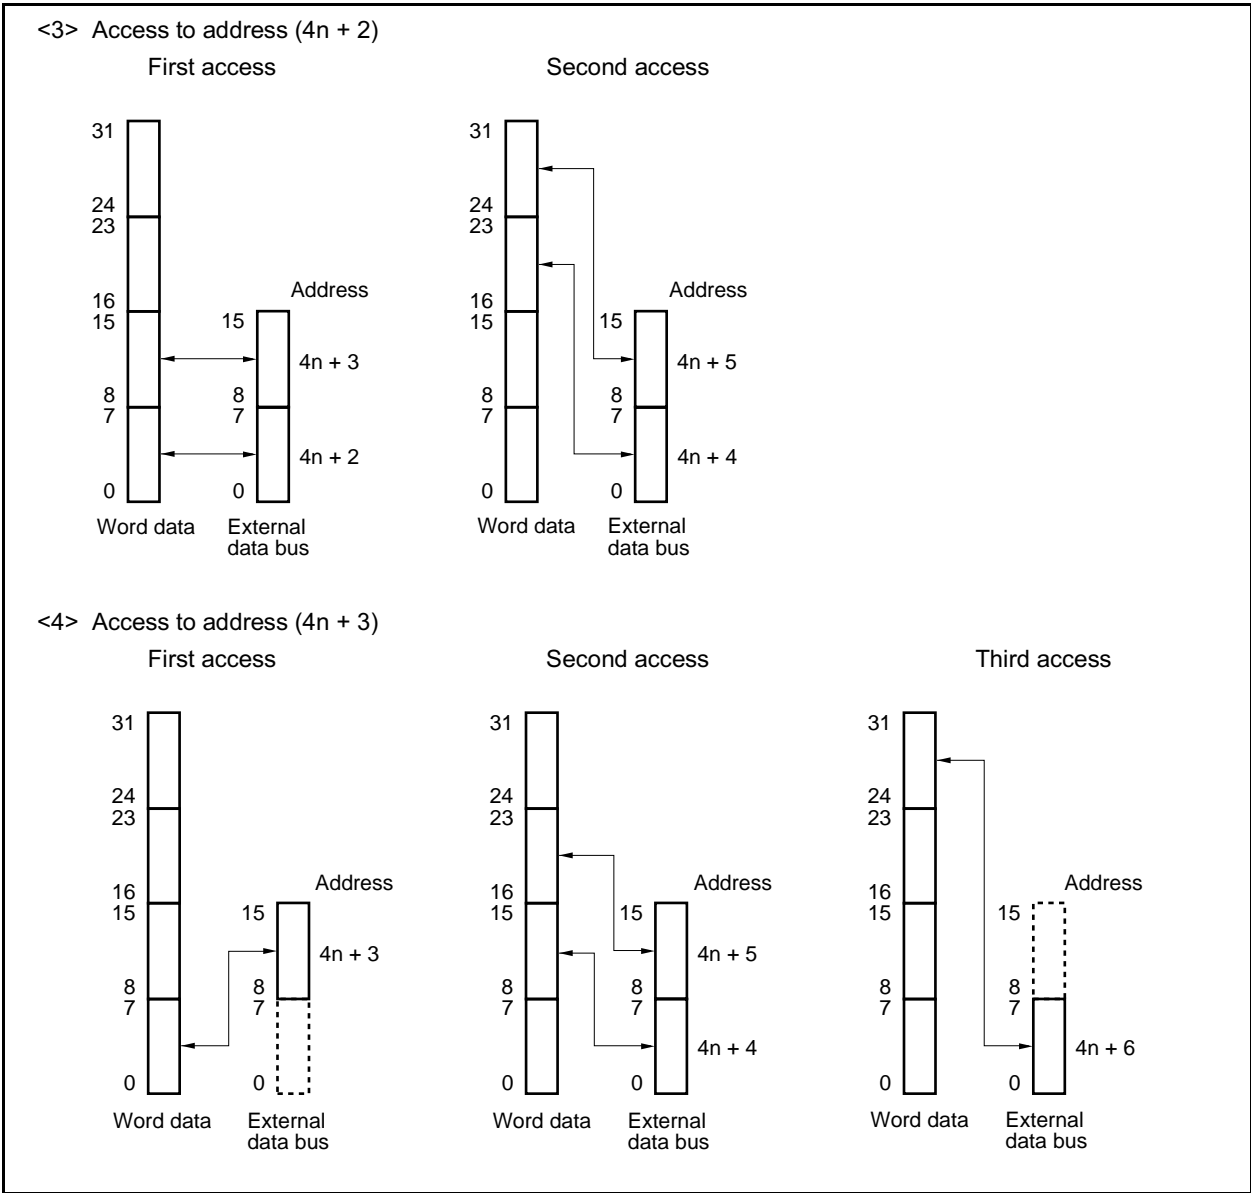 <3> Access to address (4n + 2)
First access
Second access
31
24
23
16
15
8
7
0
Word data
Address
15
4n + 3
8
7
4n + 2
0
External
data bus
31
24
23
16
15
8
7
0
Word data
Address
15
4n + 5
8
7
4n + 4
0
External
data bus
<4> Access to address (4n + 3)
First access
Second access
Third access
31
24
23
16
15
8
7
0
Word data
Address
15
4n + 3
8
7
0
External
data bus
31
24
23
16
15
8
7
0
Word data
Address
15
4n + 5
8
7
4n + 4
0
External
data bus
31
24
23
16
15
8
7
0
Word data
Address
15
8
7
4n + 6
0
External
data bus